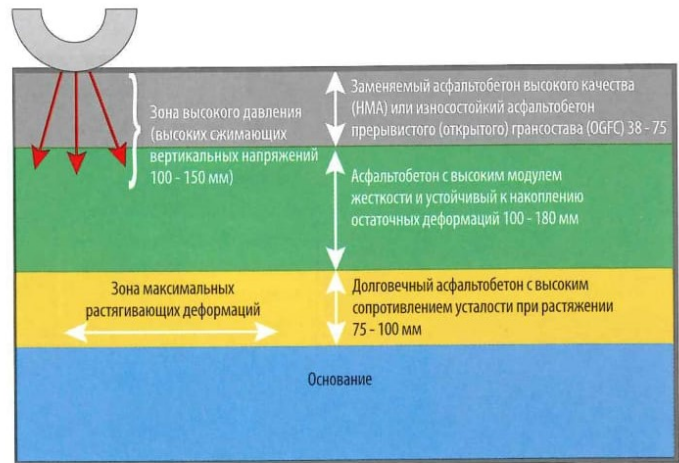 Зона высокого давления
(высоких сжимающих
вертикальных напряжений
100 - 150 мм)
Заменяемый асфальтобетон высокого качества
(HMA) или износостойкий асфальтобетон
прерывистого (открытого) грансостава (OGFC) 38 - 75
Асфальтобетон с высоким модулем
жесткости и устойчивый к накоплению
остаточных деформаций 100 - 180 мм
Зона максимальных
растягивающих деформаций
Долговечный асфальтобетон с высоким
сопротивлением усталости при растяжении
75 - 100 мм
Основание